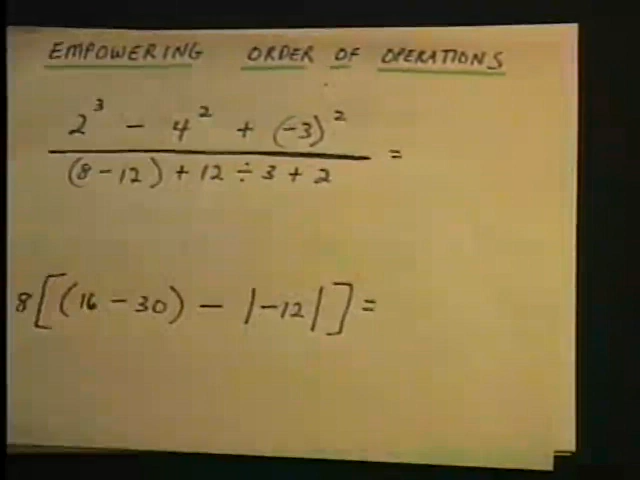 EMPOWERING ORDER OF OPERATIONS
2³ - 4² + (-3)² =
(8 - 12) + 12 ÷ 3 + 2
8[(16 - 30) - |-12|] =